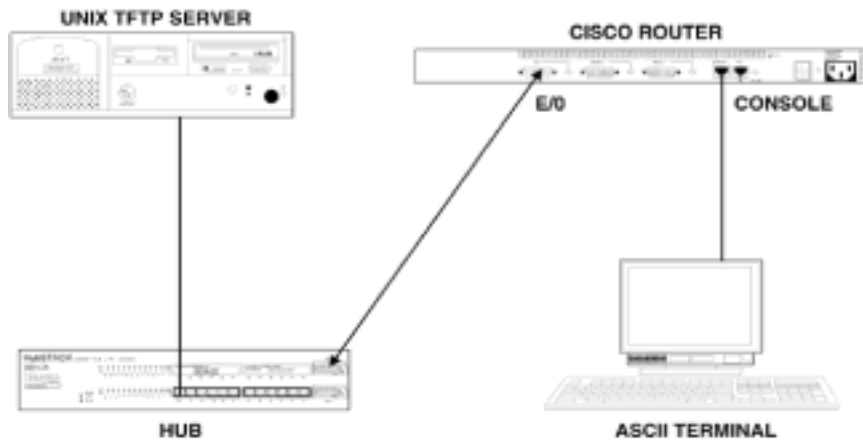 UNIX TFTP SERVER
CISCO ROUTER
E/0
CONSOLE
HUB
ASCII TERMINAL